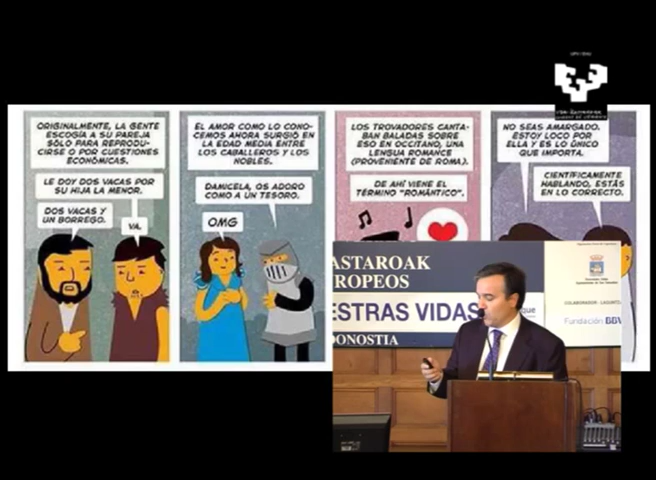 ORIGINALMENTE, LA GENTE
ESCOGÍA A SU PAREJA
SÓLO PARA REPRODU-
CIRSE O POR CUESTIONES
ECONÓMICAS.
LE DOY DOS VACAS POR
SU HIJA LA MENOR.
DOS VACAS Y
UN BORREGO.
VA.
EL AMOR COMO LO CONO-
CEMOS AHORA SURGIÓ EN
LA EDAD MEDIA ENTRE
LOS CABALLEROS Y LOS
NOBLES.
DAMICELA, OS ADORO
COMO A UN TESORO.
OMG
LOS TROVADORES CANTA-
BAN BALADAS SOBRE
ESO EN OCCITANO, UNA
LENGUA ROMANCE
(PROVENIENTE DE ROMA).
DE AHÍ VIENE EL
TÉRMINO "ROMÁNTICO".
NO SEAS AMARGADO.
ESTOY LOCO POR
ELLA Y ES LO ÚNICO
QUE IMPORTA.
CIENTÍFICAMENTE
HABLANDO, ESTÁS
EN LO CORRECTO.
ASTAROAK
ROPEOS
ESTRAS VIDAS
DONOSTIA
que
Fundación BBV